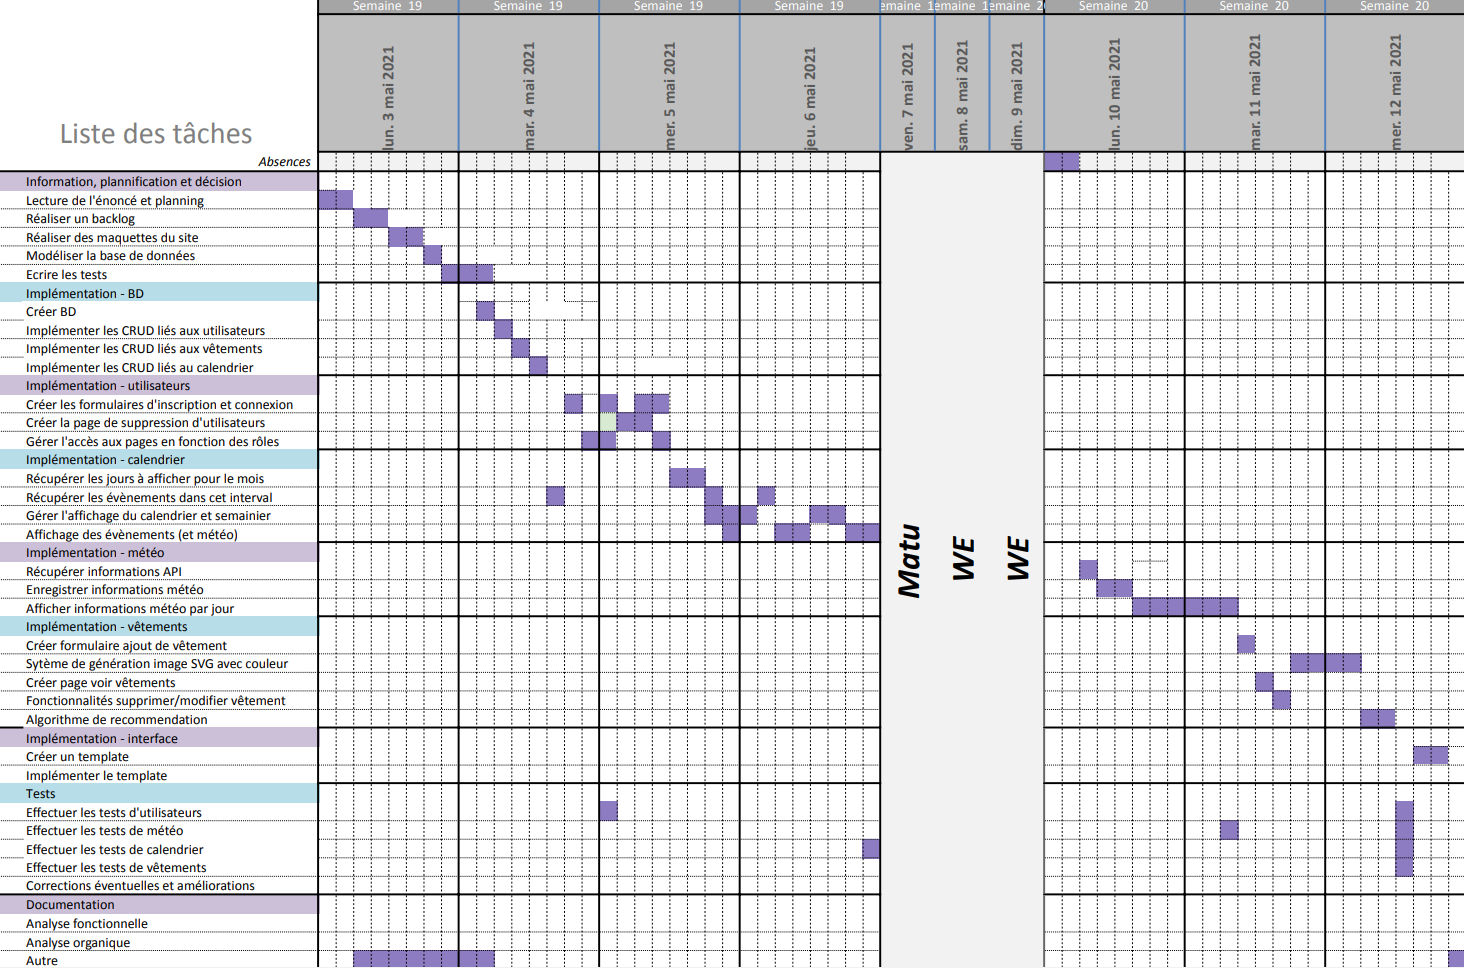 Semaine 19 Semaine 19 Semaine 19 Semaine 19 emaine 1 emaine 1 emaine 2 Semaine 20 Semaine 20 Semaine 20
lun. 3 mai 2021 mar. 4 mai 2021 mer. 5 mai 2021 jeu. 6 mai 2021 ven. 7 mai 2021 sam. 8 mai 2021 dim. 9 mai 2021 lun. 10 mai 2021 mar. 11 mai 2021 mer. 12 mai 2021
Liste des tâches
Absences
Information, plannification et décision
Lecture de l'énoncé et planning
Réaliser un backlog
Réaliser des maquettes du site
Modéliser la base de données
Ecrire les tests
Implémentation - BD
Créer BD
Implémenter les CRUD liés aux utilisateurs
Implémenter les CRUD liés aux vêtements
Implémenter les CRUD liés au calendrier
Implémentation - utilisateurs
Créer les formulaires d'inscription et connexion
Créer la page de suppression d'utilisateurs
Gérer l'accès aux pages en fonction des rôles
Implémentation - calendrier
Récupérer les jours à afficher pour le mois
Récupérer les évènements dans cet interval
Gérer l'affichage du calendrier et semainier
Affichage des évènements (et météo)
Matu WE WE
Implémentation - météo
Récupérer informations API
Enregistrer informations météo
Afficher informations météo par jour
Implémentation - vêtements
Créer formulaire ajout de vêtement
Sytème de génération image SVG avec couleur
Créer page voir vêtements
Fonctionnalités supprimer/modifier vêtement
Algorithme de recommendation
Implémentation - interface
Créer un template
Implémenter le template
Tests
Effectuer les tests d'utilisateurs
Effectuer les tests de météo
Effectuer les tests de calendrier
Effectuer les tests de vêtements
Corrections éventuelles et améliorations
Documentation
Analyse fonctionnelle
Analyse organique
Autre